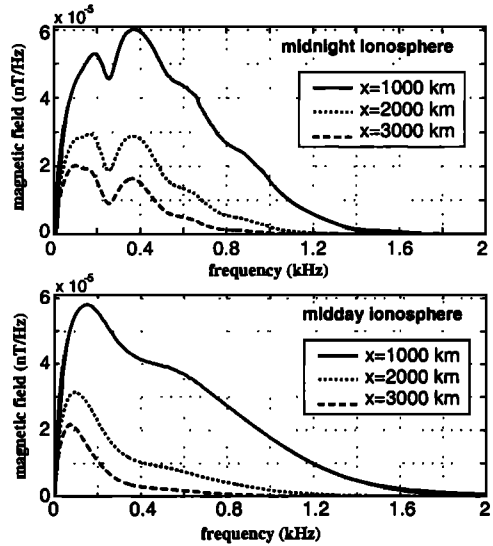 x 10⁻⁵
6
4
2
0
magnetic field (nT/Hz)
midnight ionosphere
x=1000 km
x=2000 km
x=3000 km
0 0.4 0.8 1.2 1.6 2
frequency (kHz)
x 10⁻⁵
6
4
2
0
magnetic field (nT/Hz)
midday ionosphere
x=1000 km
x=2000 km
x=3000 km
0 0.4 0.8 1.2 1.6 2
frequency (kHz)